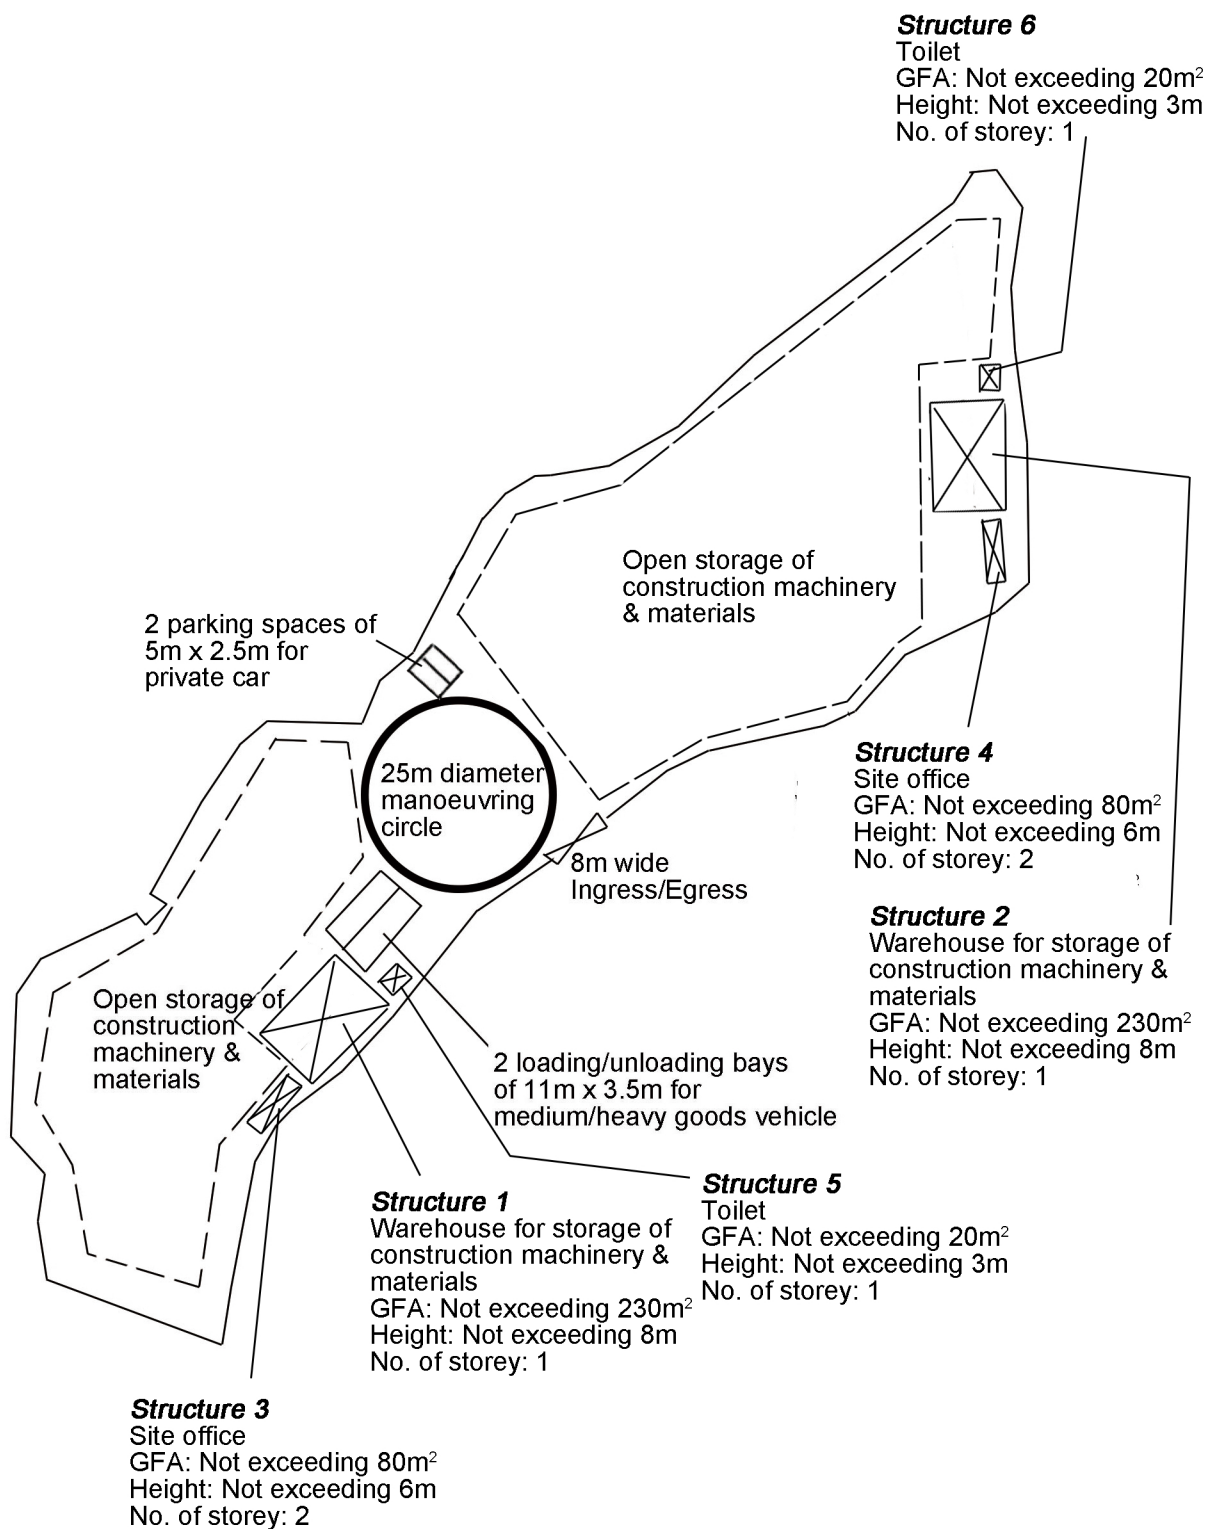 Structure 6
Toilet
GFA: Not exceeding 20m²
Height: Not exceeding 3m
No. of storey: 1
Open storage of
construction machinery
& materials
2 parking spaces of
5m x 2.5m for
private car
25m diameter
manoeuvring
circle
8m wide
Ingress/Egress
Structure 4
Site office
GFA: Not exceeding 80m²
Height: Not exceeding 6m
No. of storey: 2
Structure 2
Warehouse for storage of
construction machinery &
materials
GFA: Not exceeding 230m²
Height: Not exceeding 8m
No. of storey: 1
Open storage of
construction
machinery &
materials
2 loading/unloading bays
of 11m x 3.5m for
medium/heavy goods vehicle
Structure 5
Toilet
GFA: Not exceeding 20m²
Height: Not exceeding 3m
No. of storey: 1
Structure 1
Warehouse for storage of
construction machinery &
materials
GFA: Not exceeding 230m²
Height: Not exceeding 8m
No. of storey: 1
Structure 3
Site office
GFA: Not exceeding 80m²
Height: Not exceeding 6m
No. of storey: 2